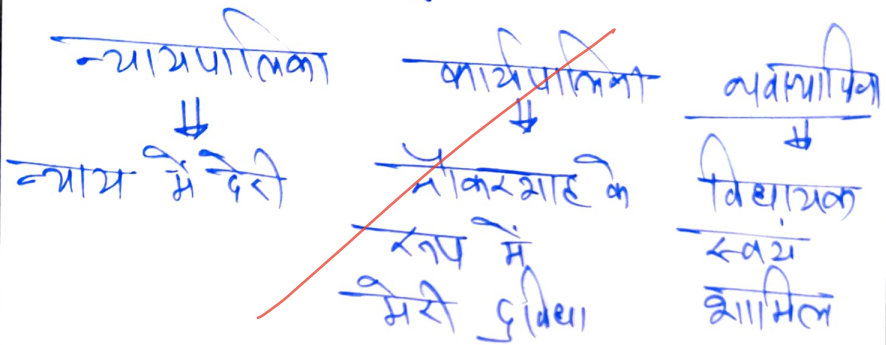 न्यायपालिका कार्यपालिका व्यवस्थापिका
⇓ ⇓ ⇓
न्याय में देरी नौकरशाह के विधायक
रूप में स्वयं
मेरी दुविधा शामिल